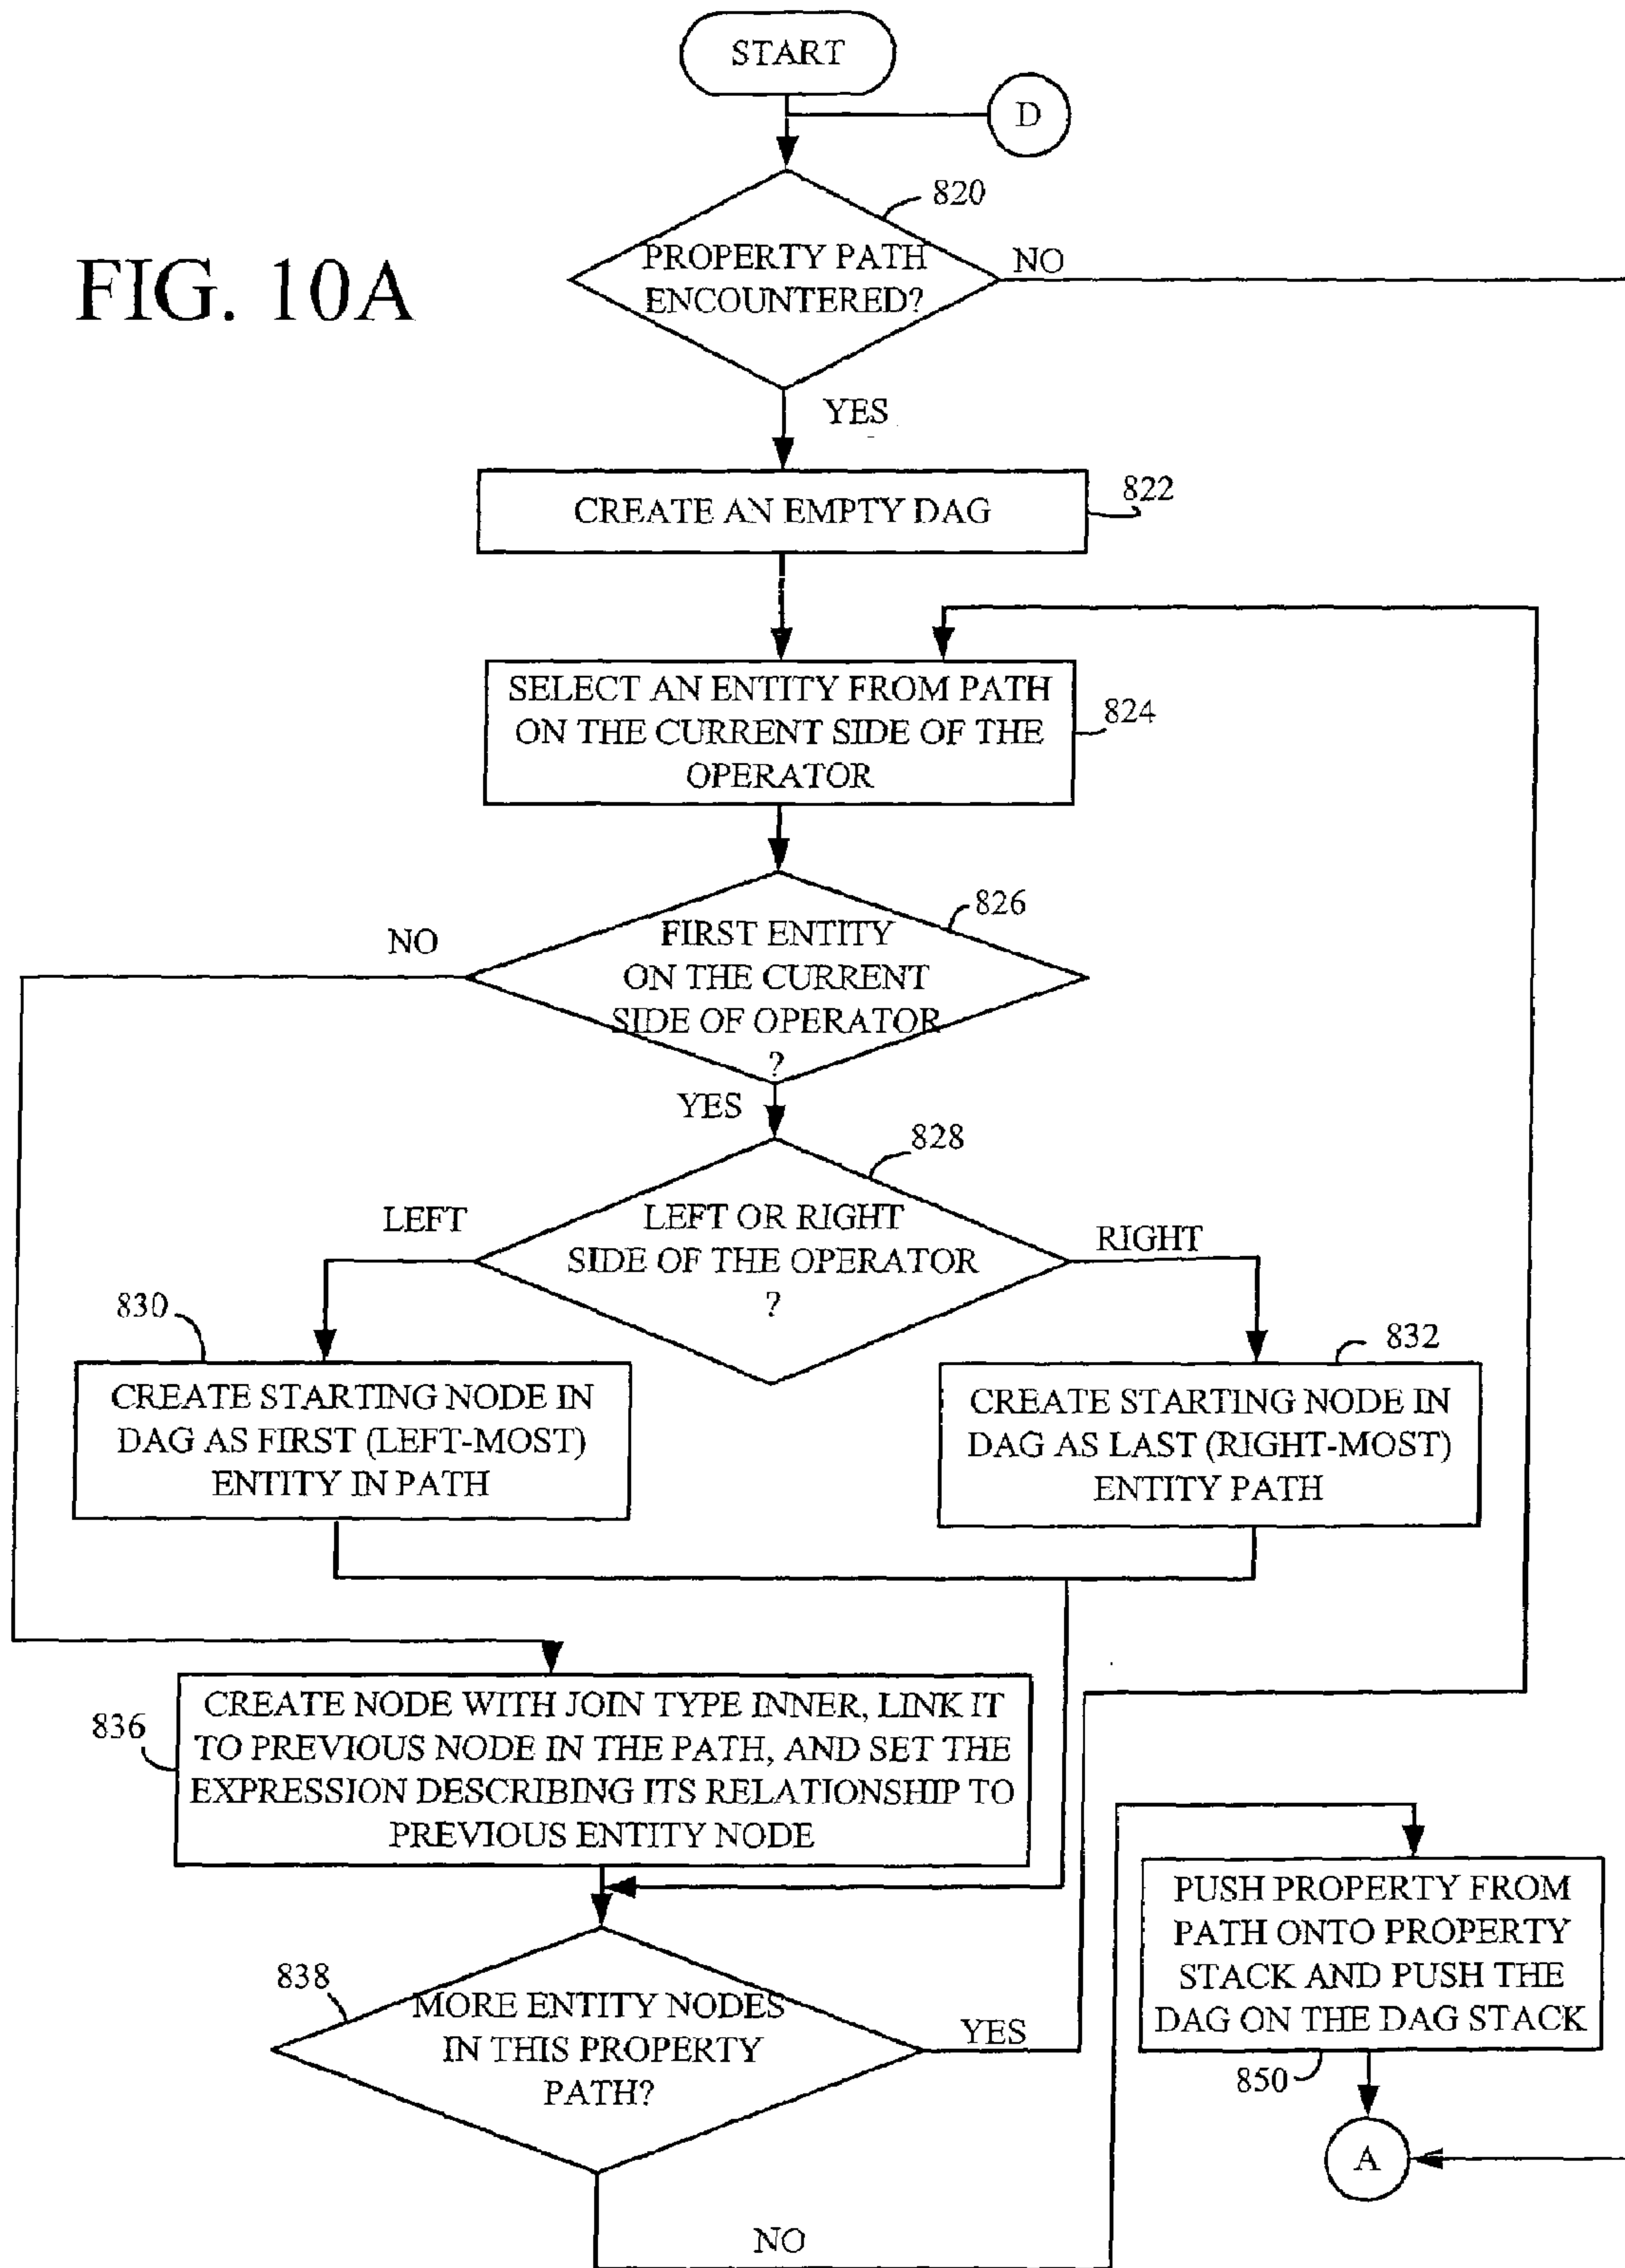 START
D
820
FIG. 10A
PROPERTY PATH
ENCOUNTERED?
NO
YES
CREATE AN EMPTY DAG
822
SELECT AN ENTITY FROM PATH
ON THE CURRENT SIDE OF THE
OPERATOR
824
826
NO
FIRST ENTITY
ON THE CURRENT
SIDE OF OPERATOR
?
YES
828
LEFT
LEFT OR RIGHT
SIDE OF THE OPERATOR
?
RIGHT
830
832
CREATE STARTING NODE IN
DAG AS FIRST (LEFT-MOST)
ENTITY IN PATH
CREATE STARTING NODE IN
DAG AS LAST (RIGHT-MOST)
ENTITY PATH
836
CREATE NODE WITH JOIN TYPE INNER, LINK IT
TO PREVIOUS NODE IN THE PATH, AND SET THE
EXPRESSION DESCRIBING ITS RELATIONSHIP TO
PREVIOUS ENTITY NODE
838
MORE ENTITY NODES
IN THIS PROPERTY
PATH?
YES
NO
PUSH PROPERTY FROM
PATH ONTO PROPERTY
STACK AND PUSH THE
DAG ON THE DAG STACK
850
A